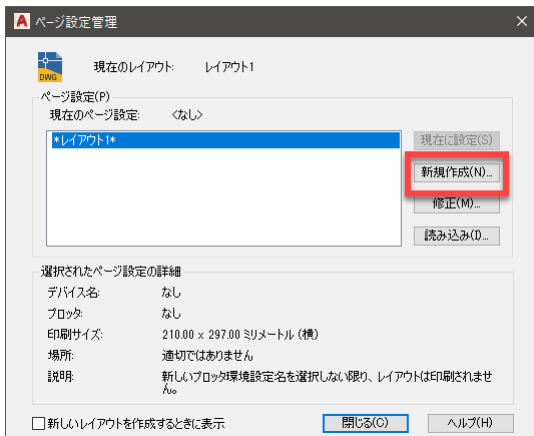 ページ設定管理
現在のレイアウト: レイアウト1
DWG
ページ設定(P)
現在のページ設定: <なし>
*レイアウト1*
現在に設定(S)
新規作成(N)...
修正(M)...
読み込み(I)...
選択されたページ設定の詳細
デバイス名: なし
プロッタ: なし
印刷サイズ: 210.00 x 297.00 ミリメートル (横)
場所: 適切ではありません
説明: 新しいプロッタ環境設定名を選択しない限り、レイアウトは印刷されませ
ん。
新しいレイアウトを作成するときに表示
閉じる(C)
ヘルプ(H)